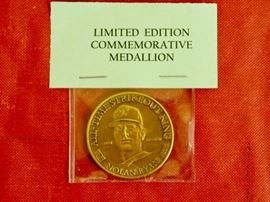 LIMITED EDITION
COMMEMORATIVE
MEDALLION
ALL-TIME STRIKEOUT KING
NOLAN RYAN